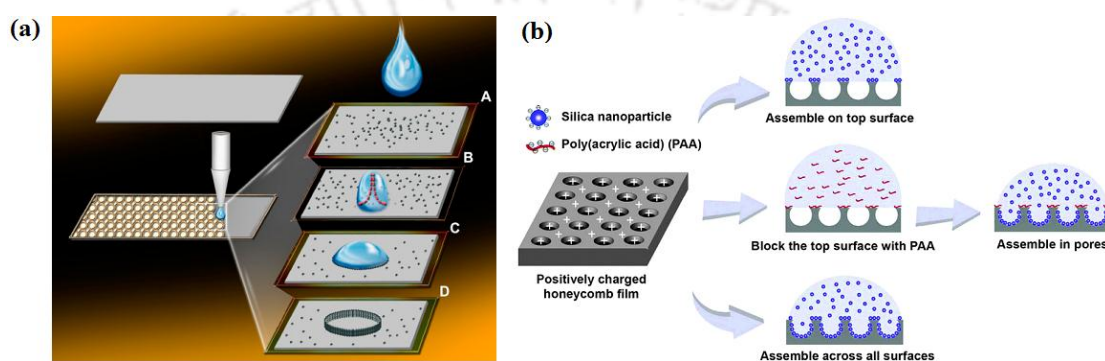 (a)
A
B
C
D
(b)
Silica nanoparticle
Poly(acrylic acid) (PAA)
Positively charged
honeycomb film
Assemble on top surface
Block the top surface with PAA
Assemble in pores
Assemble across all surfaces